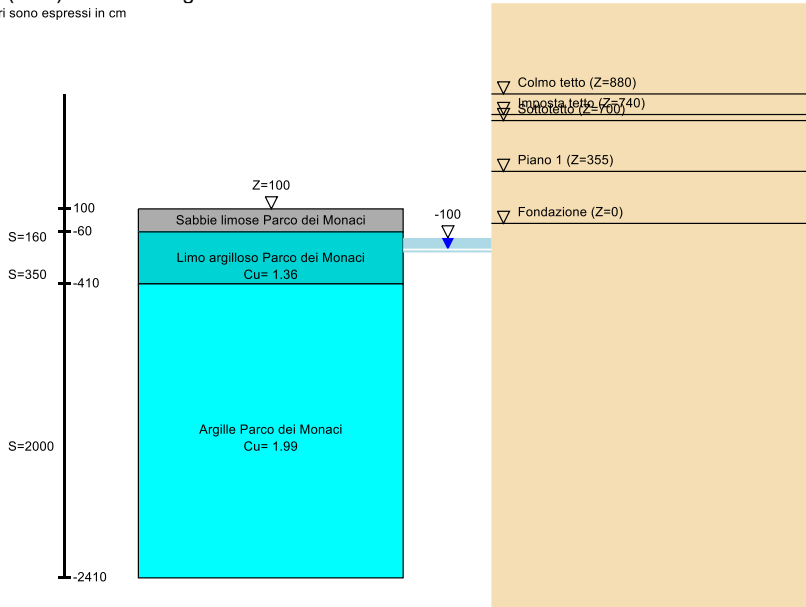 ri sono espressi in cm
Colmo tetto (Z=880)
Imposta tetto (Z=740)
Sottotetto (Z=700)
Piano 1 (Z=355)
Fondazione (Z=0)
Z=100
-100
100
Sabbie limose Parco dei Monaci
-60
S=160
Limo argilloso Parco dei Monaci
Cu= 1.36
S=350
-410
Argille Parco dei Monaci
Cu= 1.99
S=2000
-2410